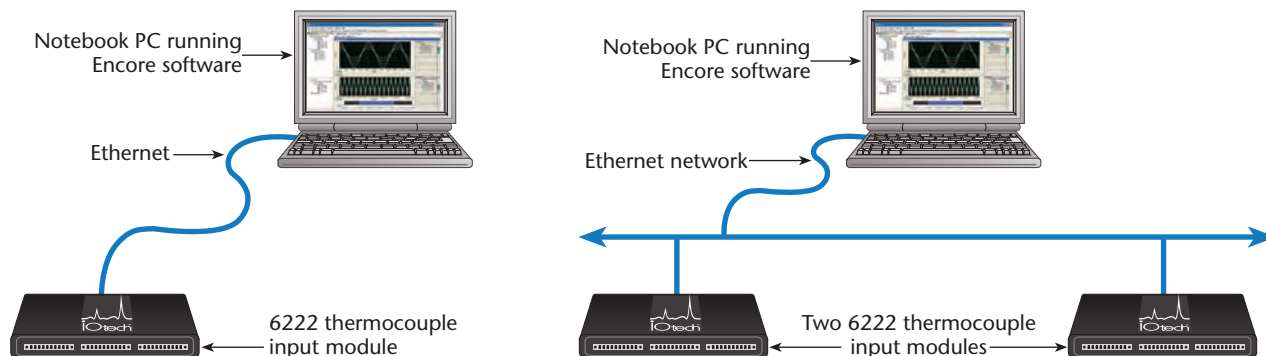 Notebook PC running
Encore software
Ethernet
IOtech
6222 thermocouple
input module
Notebook PC running
Encore software
Ethernet network
IOtech
Two 6222 thermocouple
input modules
IOtech